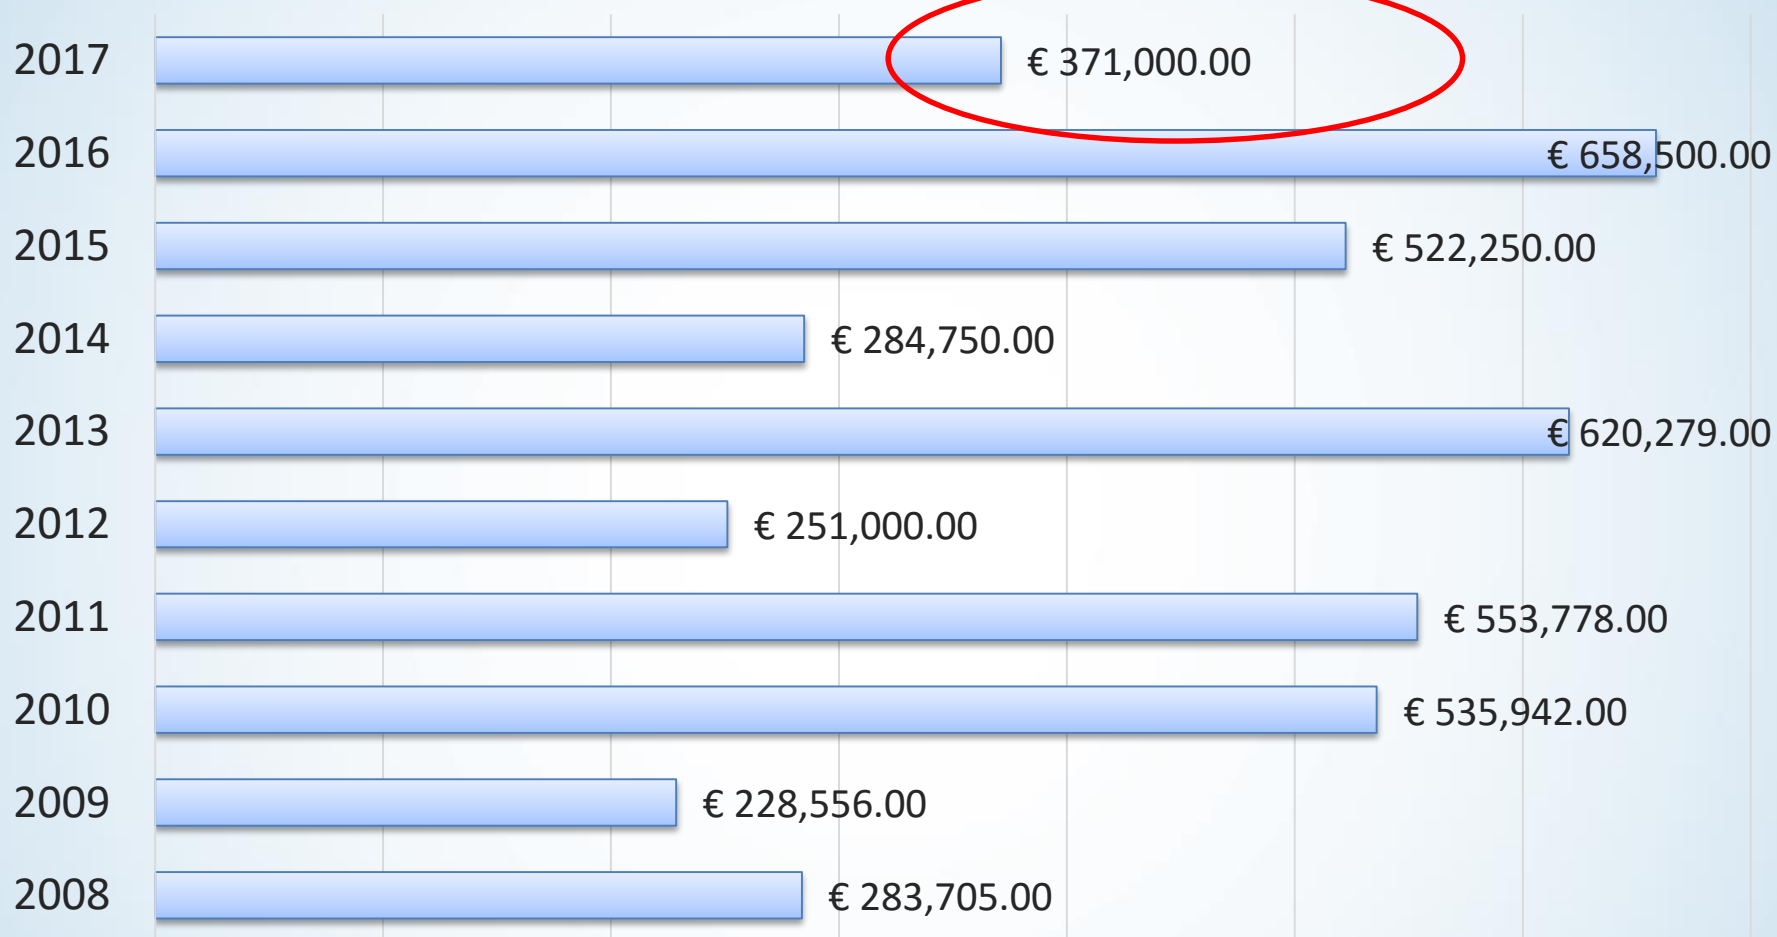 2017 € 371,000.00
2016 € 658,500.00
2015 € 522,250.00
2014 € 284,750.00
2013 € 620,279.00
2012 € 251,000.00
2011 € 553,778.00
2010 € 535,942.00
2009 € 228,556.00
2008 € 283,705.00